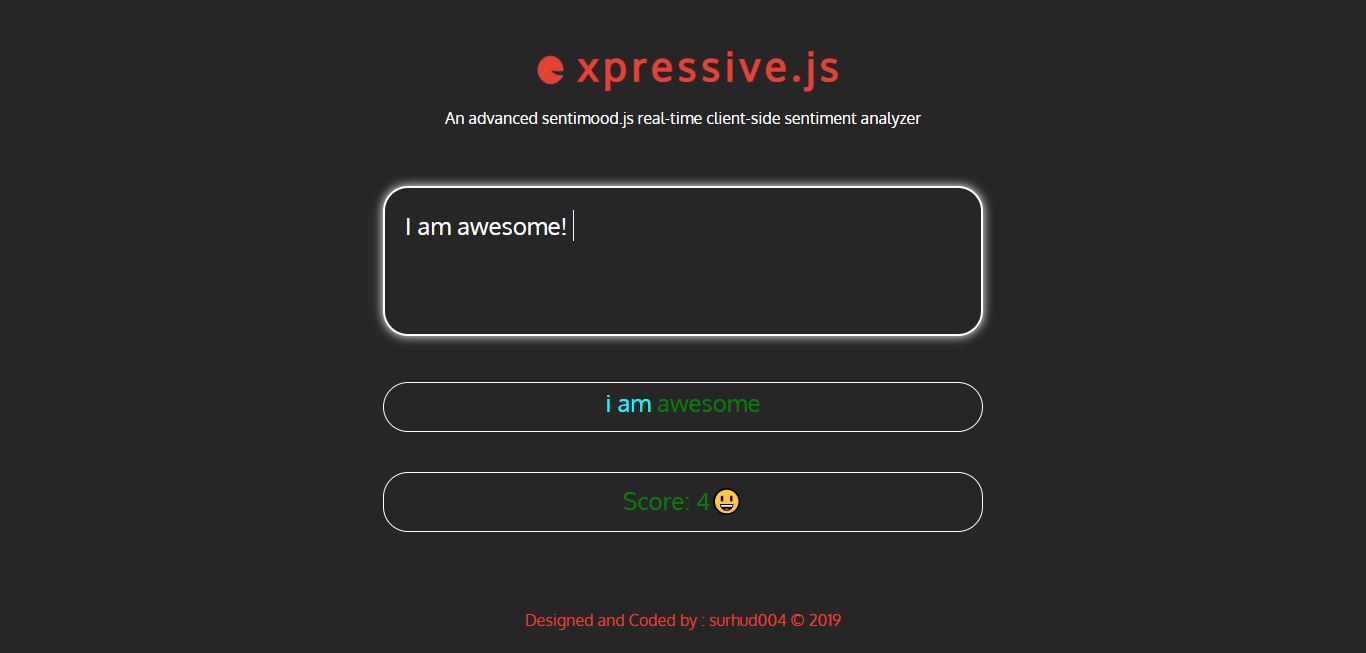 xpressive.js
An advanced sentimood.js real-time client-side sentiment analyzer
I am awesome!
i am awesome
Score: 4😃
Designed and Coded by : surhud004 © 2019